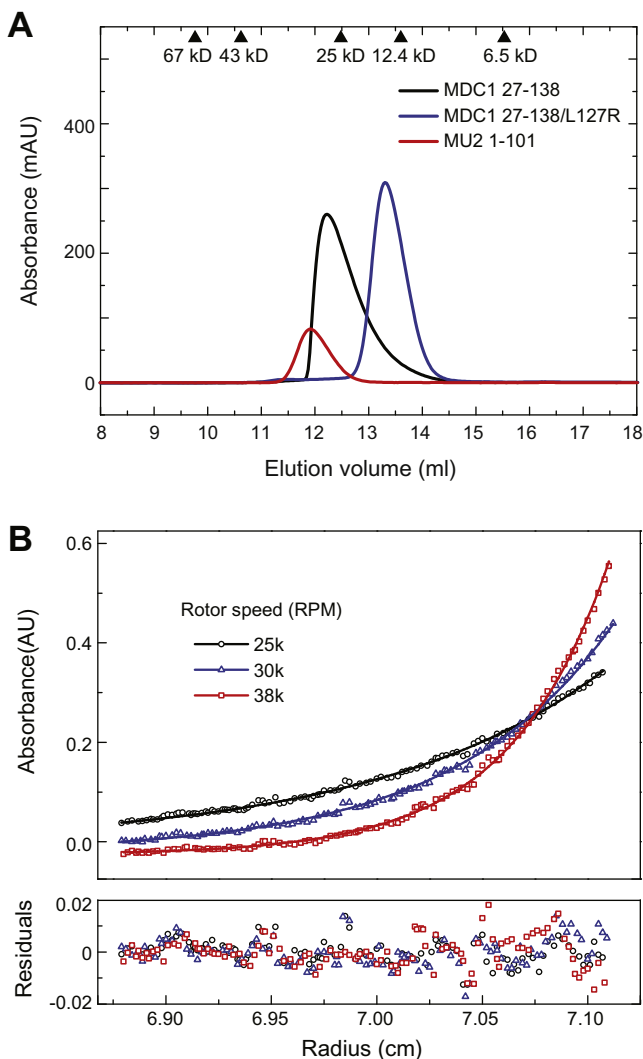 A
67 kD 43 kD 25 kD 12.4 kD 6.5 kD
MDC1 27-138
MDC1 27-138/L127R
MU2 1-101
400
200
0
Absorbance (mAU)
8 9 10 11 12 13 14 15 16 17 18
Elution volume (ml)
B
0.6
0.4
0.2
0.0
Absorbance(AU)
Rotor speed (RPM)
25k
30k
38k
0.02
0
-0.02
Residuals
6.90 6.95 7.00 7.05 7.10
Radius (cm)